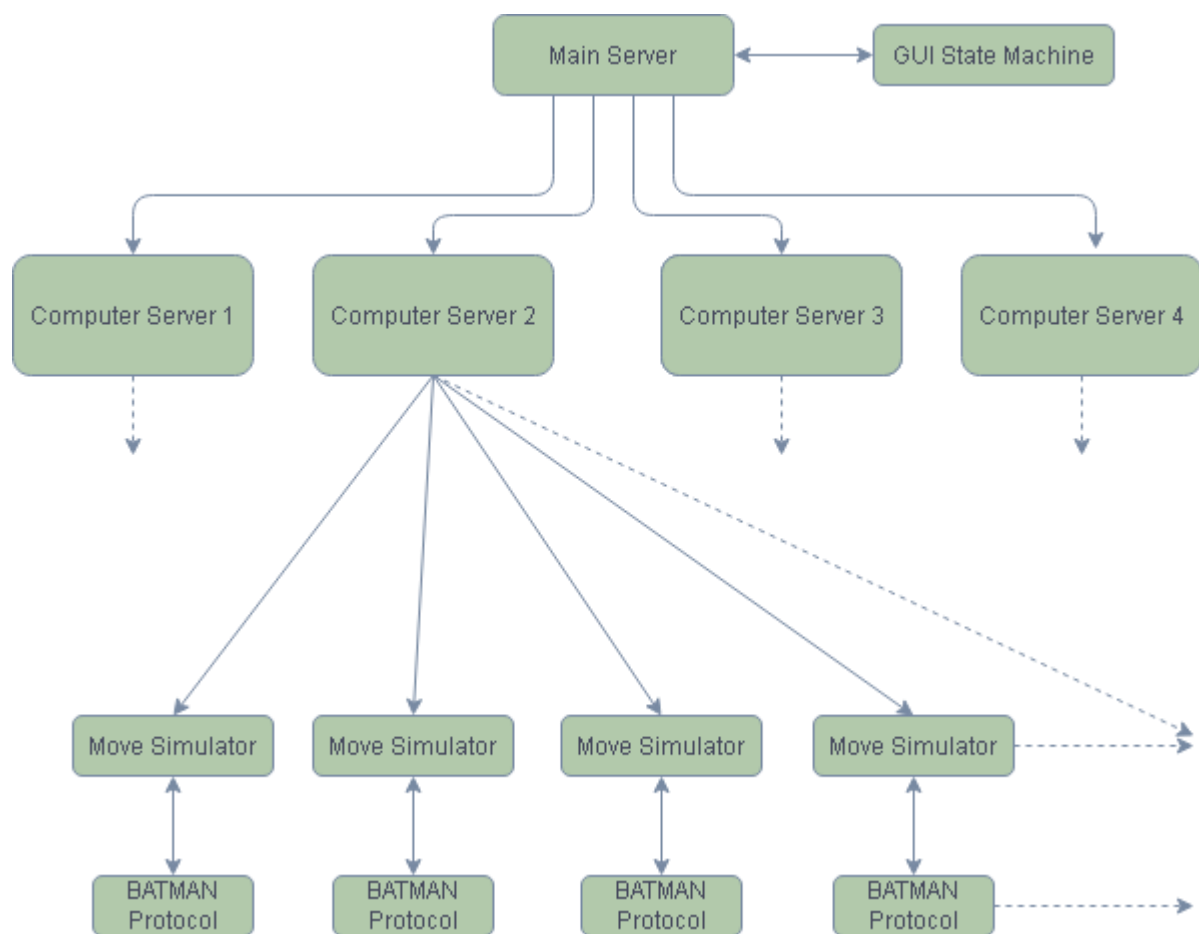 Main Server
GUI State Machine
Computer Server 1
Computer Server 2
Computer Server 3
Computer Server 4
Move Simulator
Move Simulator
Move Simulator
Move Simulator
BATMAN
Protocol
BATMAN
Protocol
BATMAN
Protocol
BATMAN
Protocol